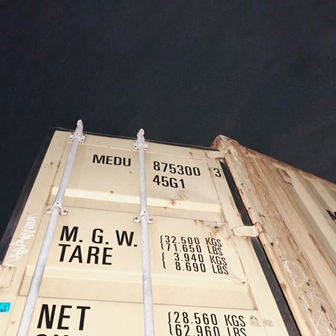 MEDU 875300 3
45G1
M.G.W. {32.500 KGS
{71.650 LBS
TARE { 3.940 KGS
{ 8.690 LBS
NET {28.560 KGS
{62.960 LBS